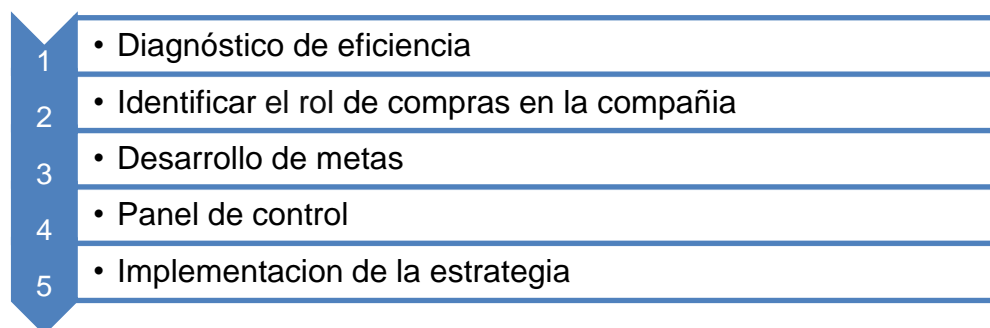 1 • Diagnóstico de eficiencia
2 • Identificar el rol de compras en la compañia
3 • Desarrollo de metas
4 • Panel de control
5 • Implementacion de la estrategia